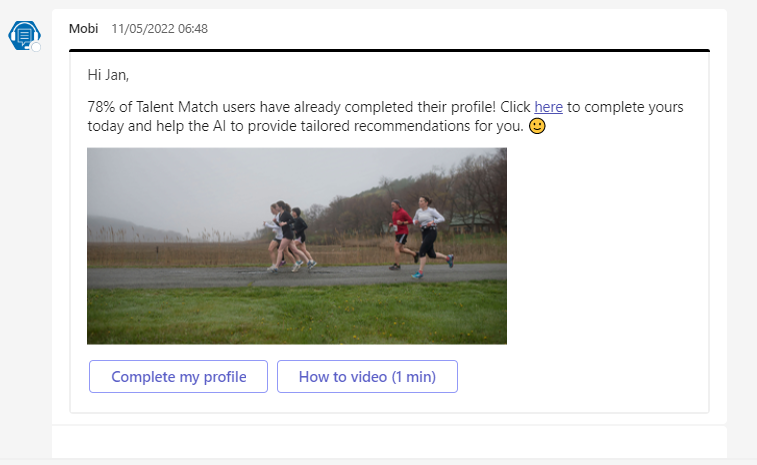 Mobi 11/05/2022 06:48
Hi Jan,
78% of Talent Match users have already completed their profile! Click here to complete yours
today and help the AI to provide tailored recommendations for you. 🙂
Complete my profile
How to video (1 min)